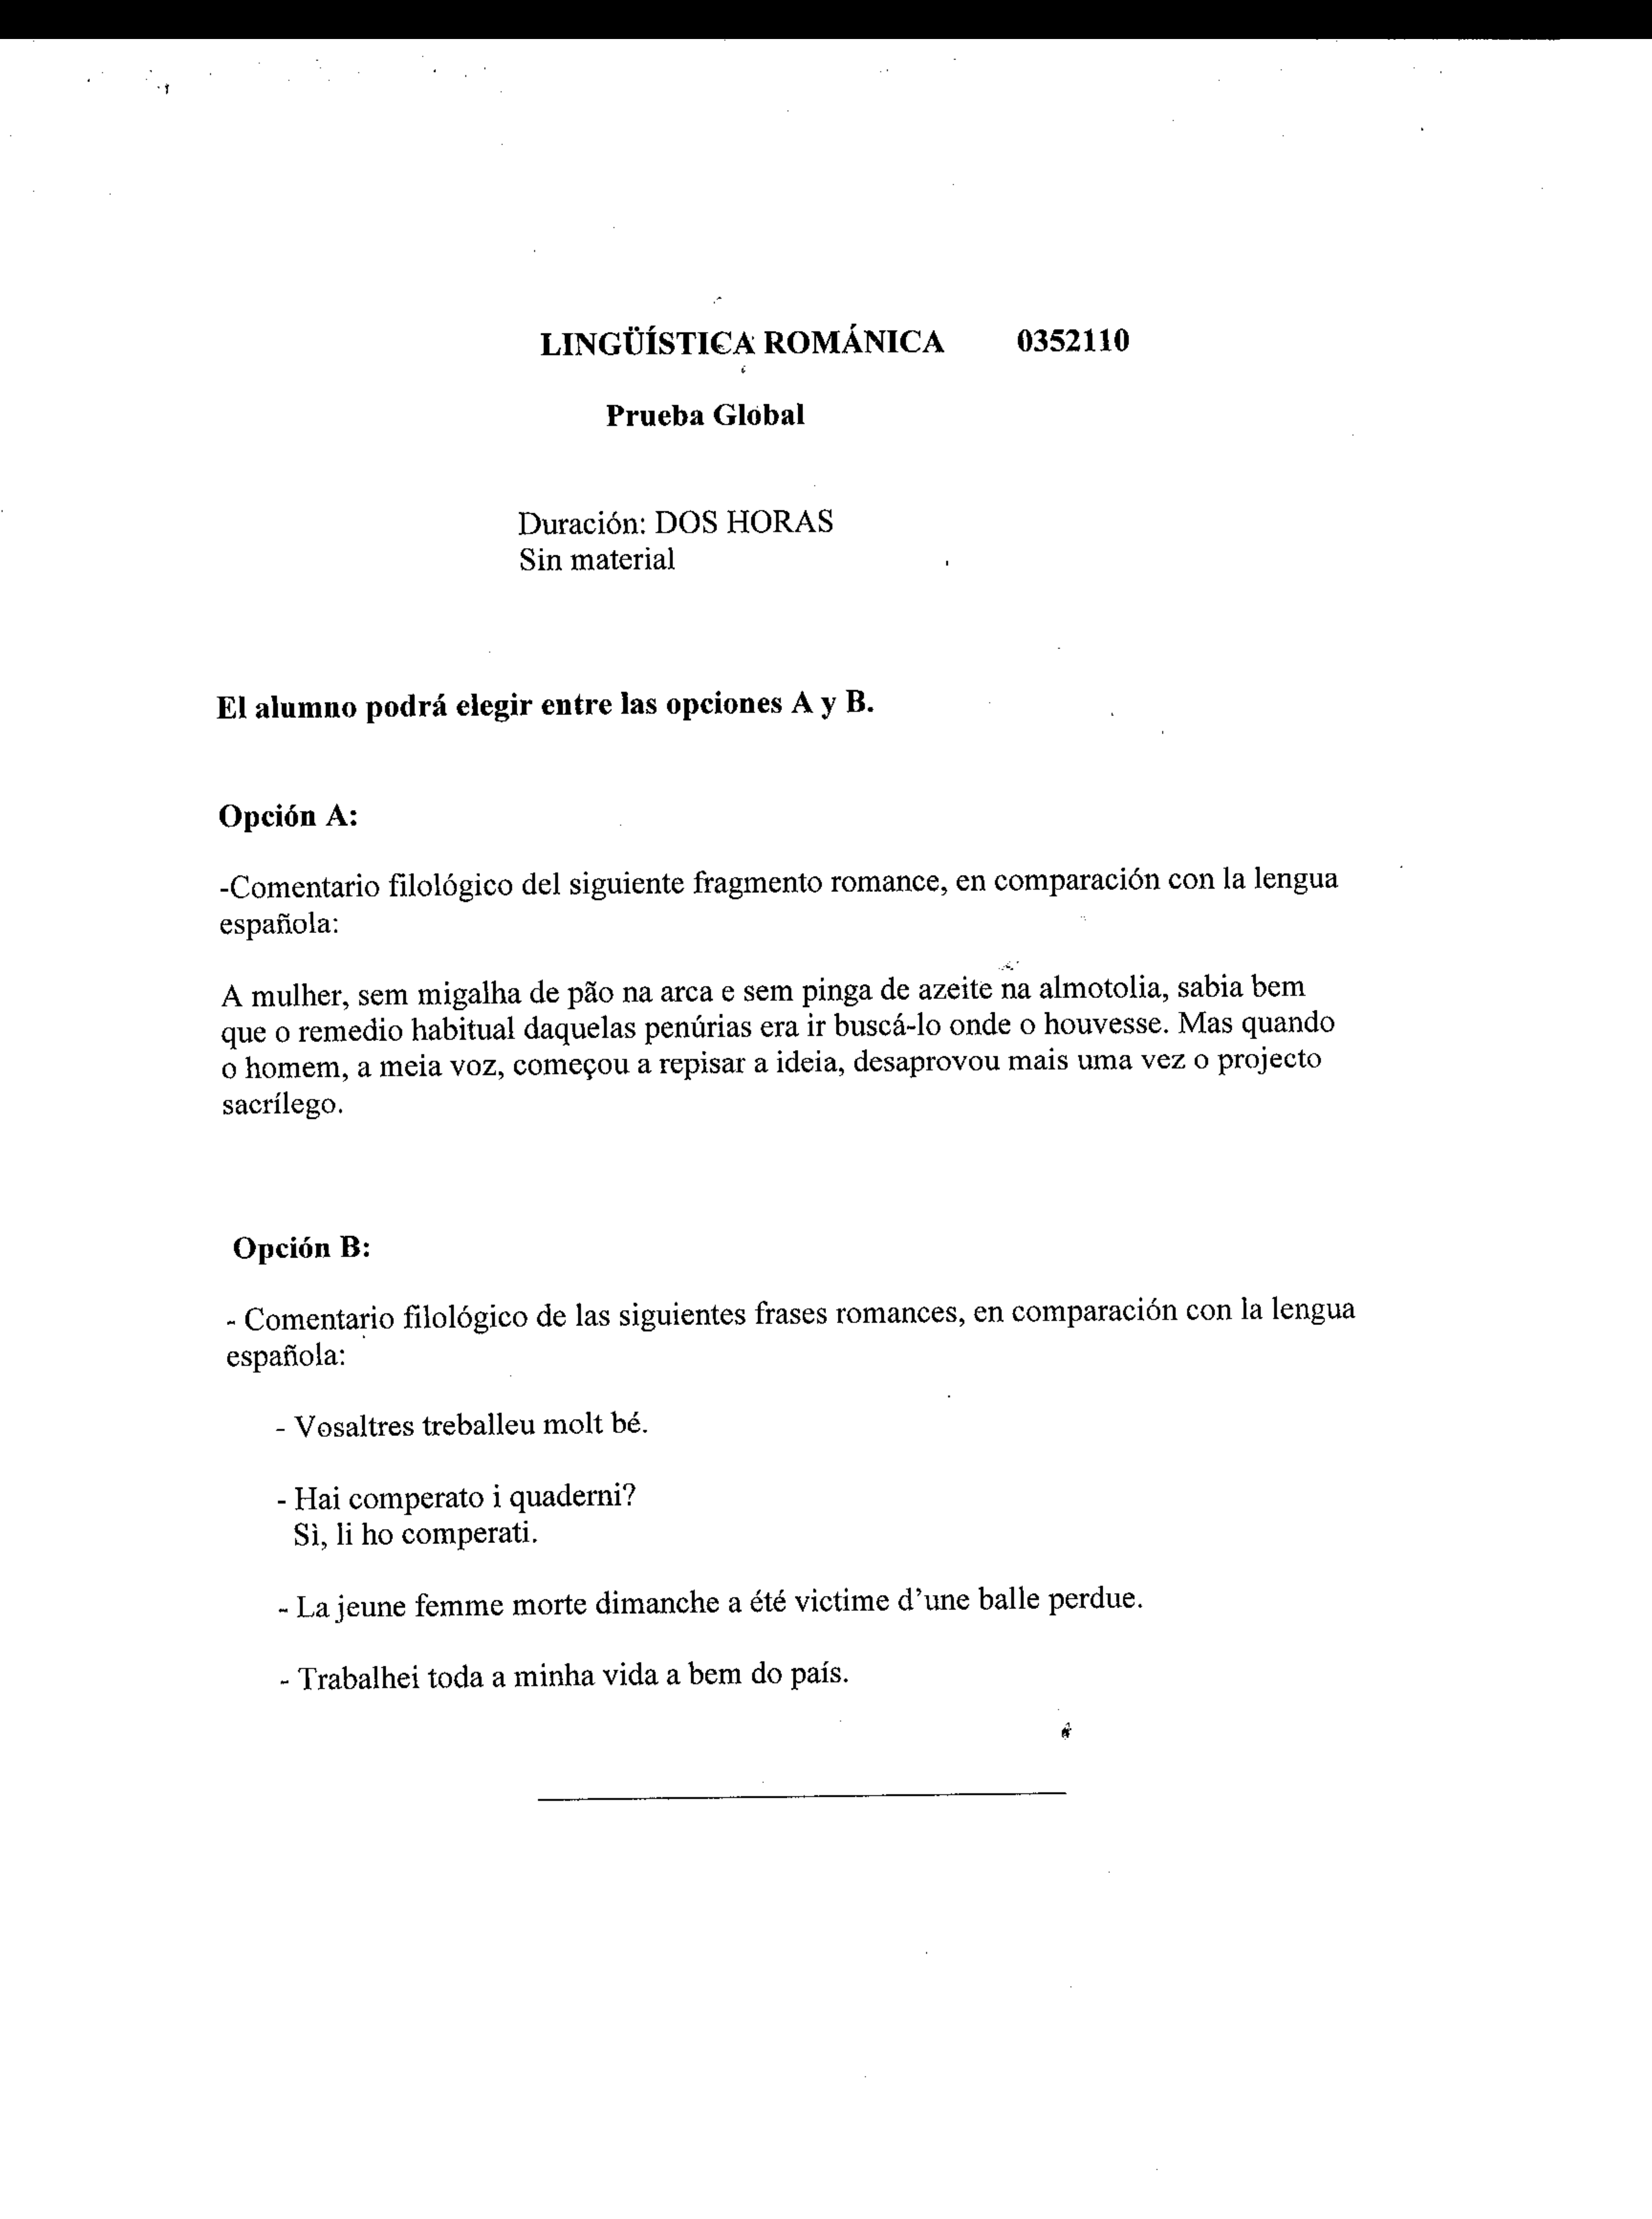 LINGÜÍSTICA ROMÁNICA 0352110
Prueba Global
Duración: DOS HORAS
Sin material
El alumno podrá elegir entre las opciones A y B.
Opción A:
-Comentario filológico del siguiente fragmento romance, en comparación con la lengua
española:
A mulher, sem migalha de pão na arca e sem pinga de azeite na almotolia, sabia bem
que o remedio habitual daquelas penúrias era ir buscá-lo onde o houvesse. Mas quando
o homem, a meia voz, começou a repisar a ideia, desaprovou mais uma vez o projecto
sacrílego.
Opción B:
- Comentario filológico de las siguientes frases romances, en comparación con la lengua
española:
- Vosaltres treballeu molt bé.
- Hai comperato i quaderni?
Sì, li ho comperati.
- La jeune femme morte dimanche a été victime d'une balle perdue.
- Trabalhei toda a minha vida a bem do país.